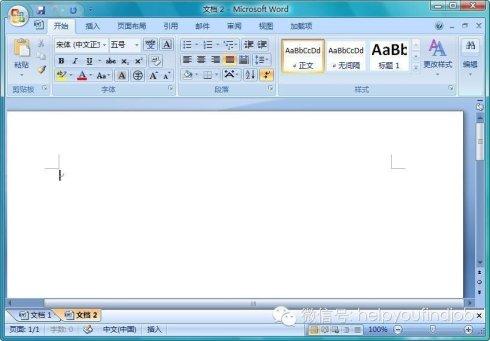 文档 2 - Microsoft Word
开始 插入 页面布局 引用 邮件 审阅 视图 加载项
粘贴
宋体 (中文正 五号
B I U abc X₂ X² Aa
AaBbCcDd AaBbCcDd AaBb
正文 无间隔 标题 1
更改样式 编辑
剪贴板 字体 段落 样式
文档 1 文档 2
微信号: helpyoufindjob
页面: 1/1 字数: 0 中文(中国) 插入 100%